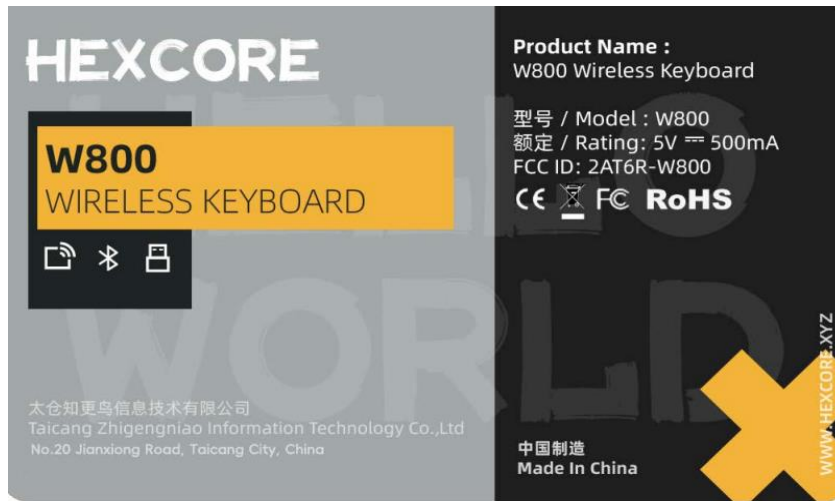 HEXCORE
W800
WIRELESS KEYBOARD
太仓知更鸟信息技术有限公司
Taicang Zhigengniao Information Technology Co.,Ltd
No.20 Jianxiong Road, Taicang City, China
HELLO
WORLD
Product Name :
W800 Wireless Keyboard
型号 / Model : W800
额定 / Rating: 5V ⎓ 500mA
FCC ID: 2AT6R-W800
CE FC RoHS
中国制造
Made In China
WWW.HEXCORE.XYZ